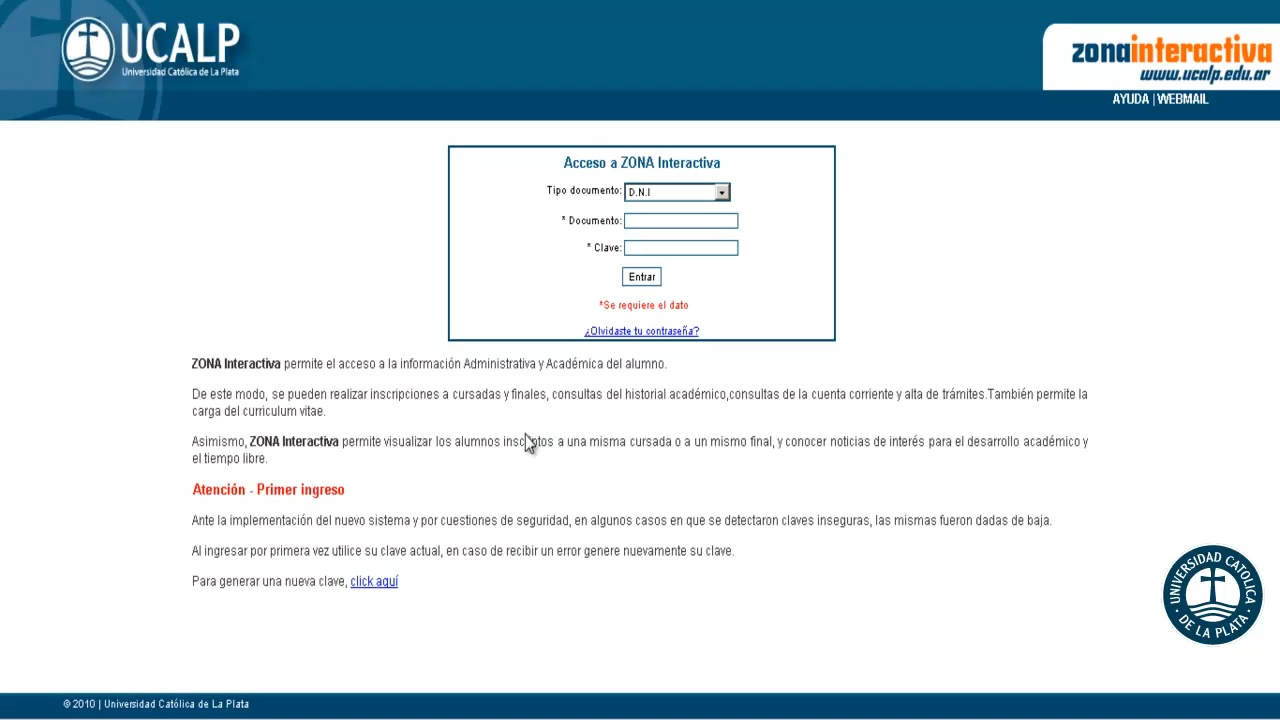 UCALP
Universidad Católica de La Plata
zonainteractiva
www.ucalp.edu.ar
AYUDA | WEBMAIL
Acceso a ZONA Interactiva
Tipo documento: D.N.I
* Documento:
* Clave:
Entrar
*Se requiere el dato
¿Olvidaste tu contraseña?
ZONA Interactiva permite el acceso a la información Administrativa y Académica del alumno.
De este modo, se pueden realizar inscripciones a cursadas y finales, consultas del historial académico,consultas de la cuenta corriente y alta de trámites.También permite la
carga del curriculum vitae.
Asimismo, ZONA Interactiva permite visualizar los alumnos inscriptos a una misma cursada o a un mismo final, y conocer noticias de interés para el desarrollo académico y
el tiempo libre.
Atención - Primer ingreso
Ante la implementación del nuevo sistema y por cuestiones de seguridad, en algunos casos en que se detectaron claves inseguras, las mismas fueron dadas de baja.
Al ingresar por primera vez utilice su clave actual, en caso de recibir un error genere nuevamente su clave.
Para generar una nueva clave, click aquí
UNIVERSIDAD CATOLICA
· DE LA PLATA ·
© 2010 | Universidad Católica de La Plata